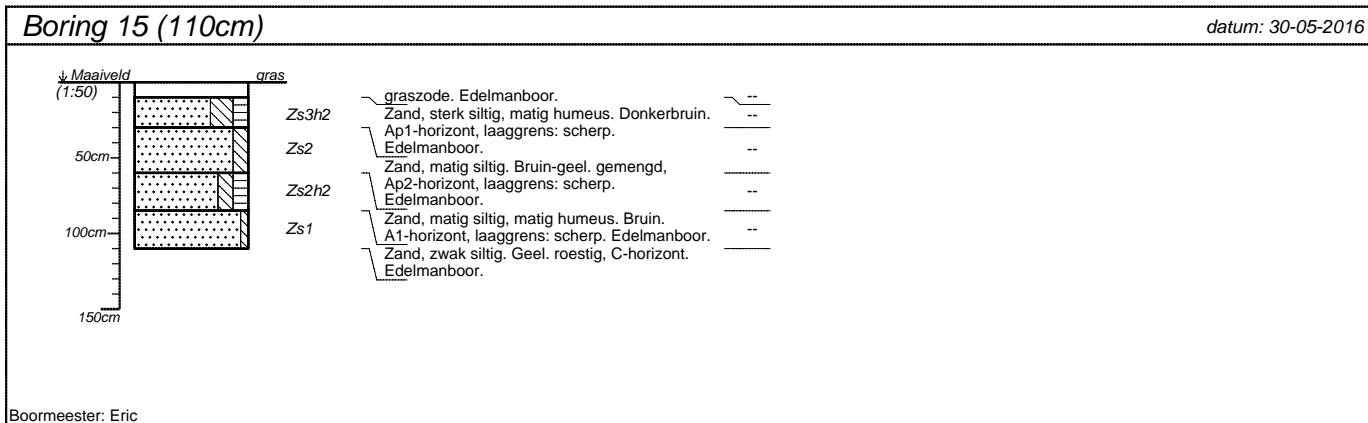 Boring 15 (110cm)
datum: 30-05-2016
Maaiveld
gras
(1:50)
graszode. Edelmanboor.
--
Zs3h2
Zand, sterk siltig, matig humeus. Donkerbruin.
--
Ap1-horizont, laaggrens: scherp.
Edelmanboor.
50cm
Zs2
--
Zand, matig siltig. Bruin-geel. gemengd,
Ap2-horizont, laaggrens: scherp.
Edelmanboor.
Zs2h2
--
Zand, matig siltig, matig humeus. Bruin.
A1-horizont, laaggrens: scherp. Edelmanboor.
100cm
Zs1
--
Zand, zwak siltig. Geel. roestig, C-horizont.
Edelmanboor.
150cm
Boormeester: Eric